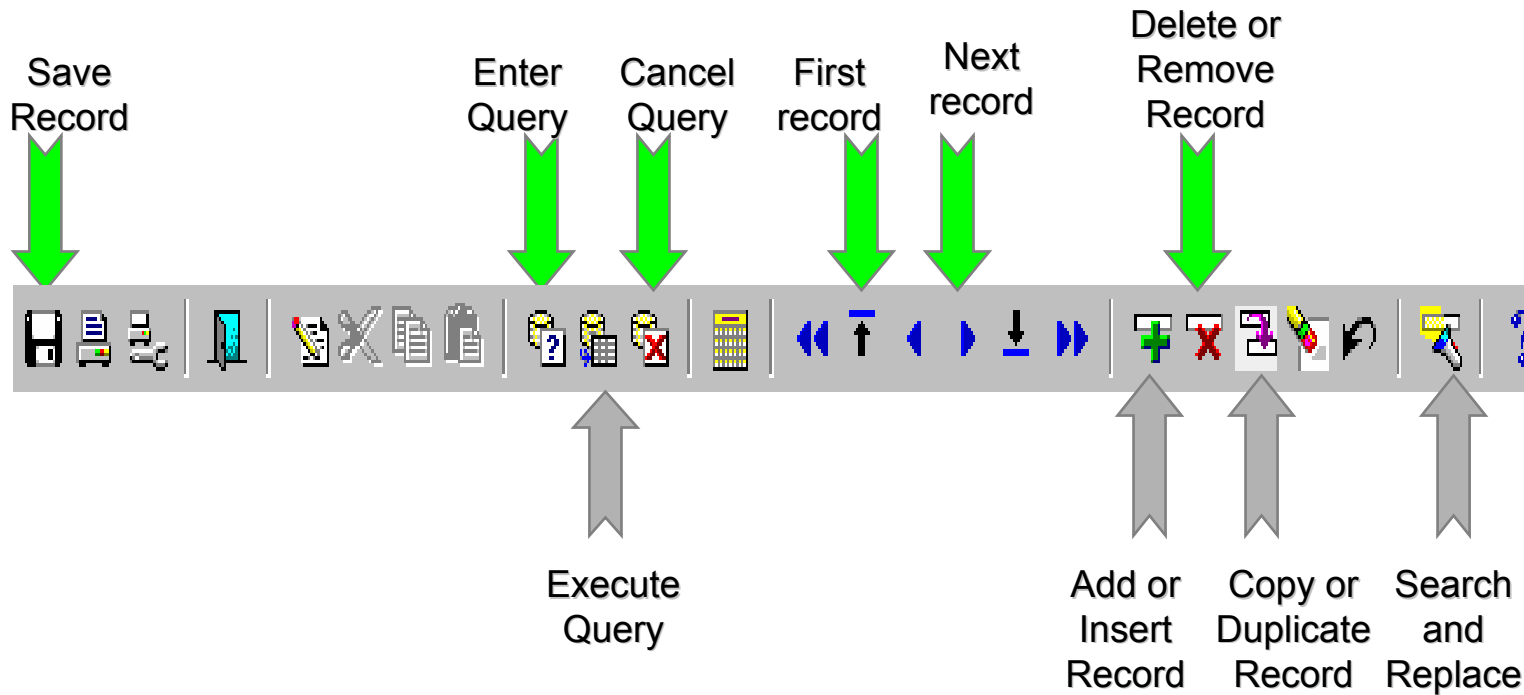 Save
Record
Enter
Query
Cancel
Query
First
record
Next
record
Delete or
Remove
Record
?
Execute
Query
Add or
Insert
Record
Copy or
Duplicate
Record
Search
and
Replace